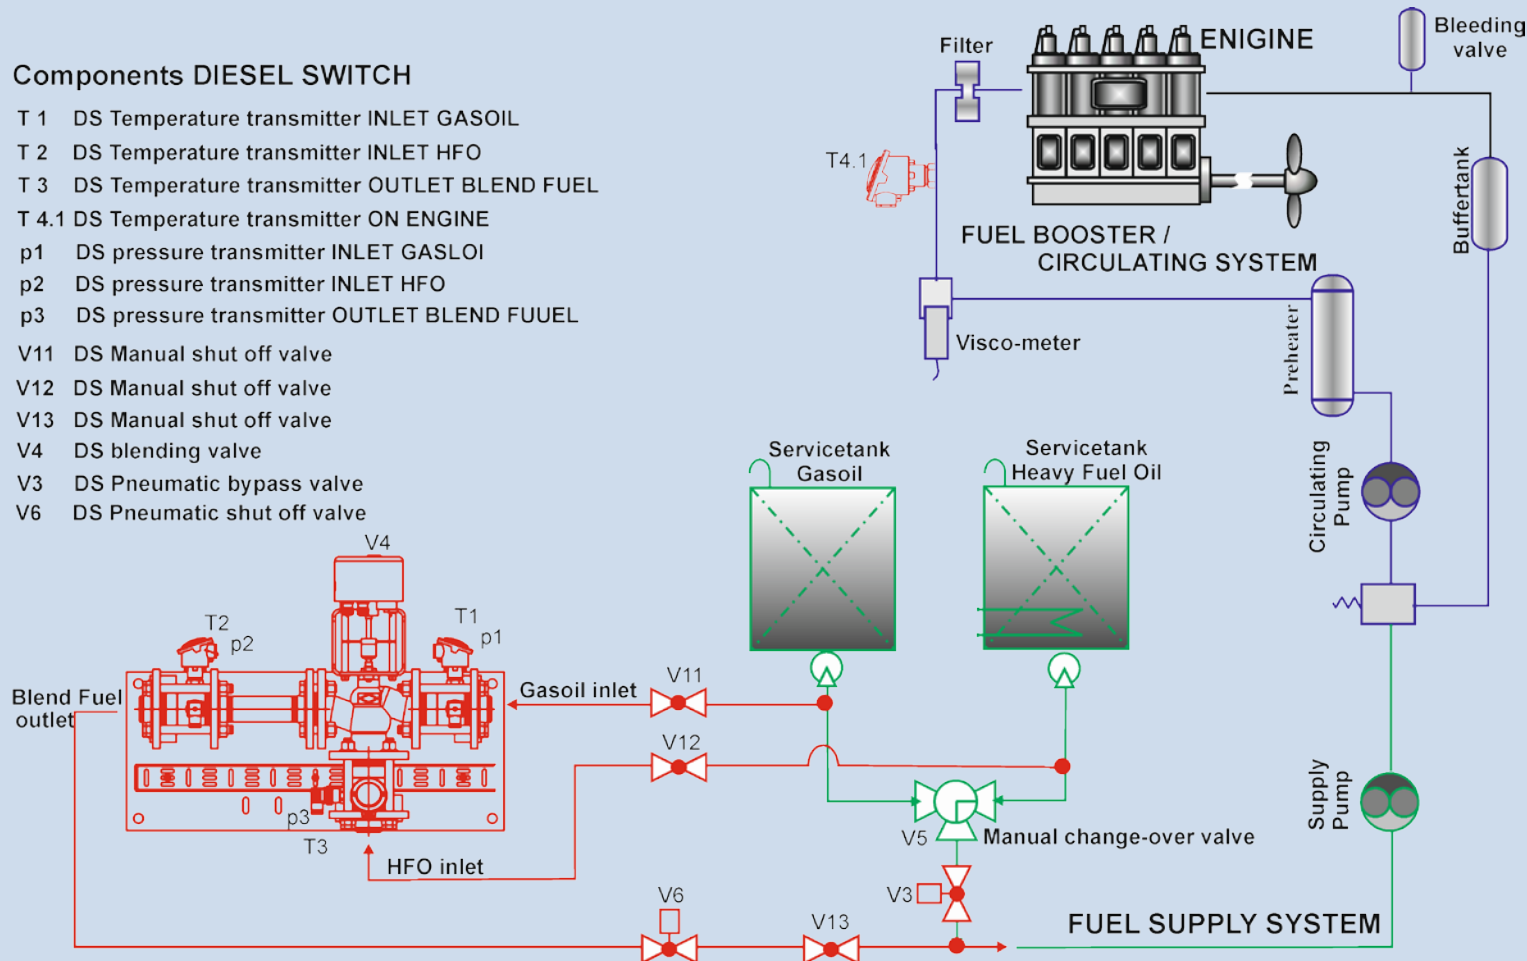 Components DIESEL SWITCH
T 1 DS Temperature transmitter INLET GASOIL
T 2 DS Temperature transmitter INLET HFO
T 3 DS Temperature transmitter OUTLET BLEND FUEL
T 4.1 DS Temperature transmitter ON ENGINE
p1 DS pressure transmitter INLET GASLOI
p2 DS pressure transmitter INLET HFO
p3 DS pressure transmitter OUTLET BLEND FUUEL
V11 DS Manual shut off valve
V12 DS Manual shut off valve
V13 DS Manual shut off valve
V4 DS blending valve
V3 DS Pneumatic bypass valve
V6 DS Pneumatic shut off valve
Filter
ENIGINE
Bleeding
valve
T4.1
Buffertank
FUEL BOOSTER /
CIRCULATING SYSTEM
Visco-meter
Preheater
Circulating
Pump
Servicetank
Gasoil
Servicetank
Heavy Fuel Oil
V4
T2
p2
T1
p1
Blend Fuel
outlet
Gasoil inlet
V11
V12
p3
T3
HFO inlet
V5
Manual change-over valve
Supply
Pump
V3
V6
V13
FUEL SUPPLY SYSTEM